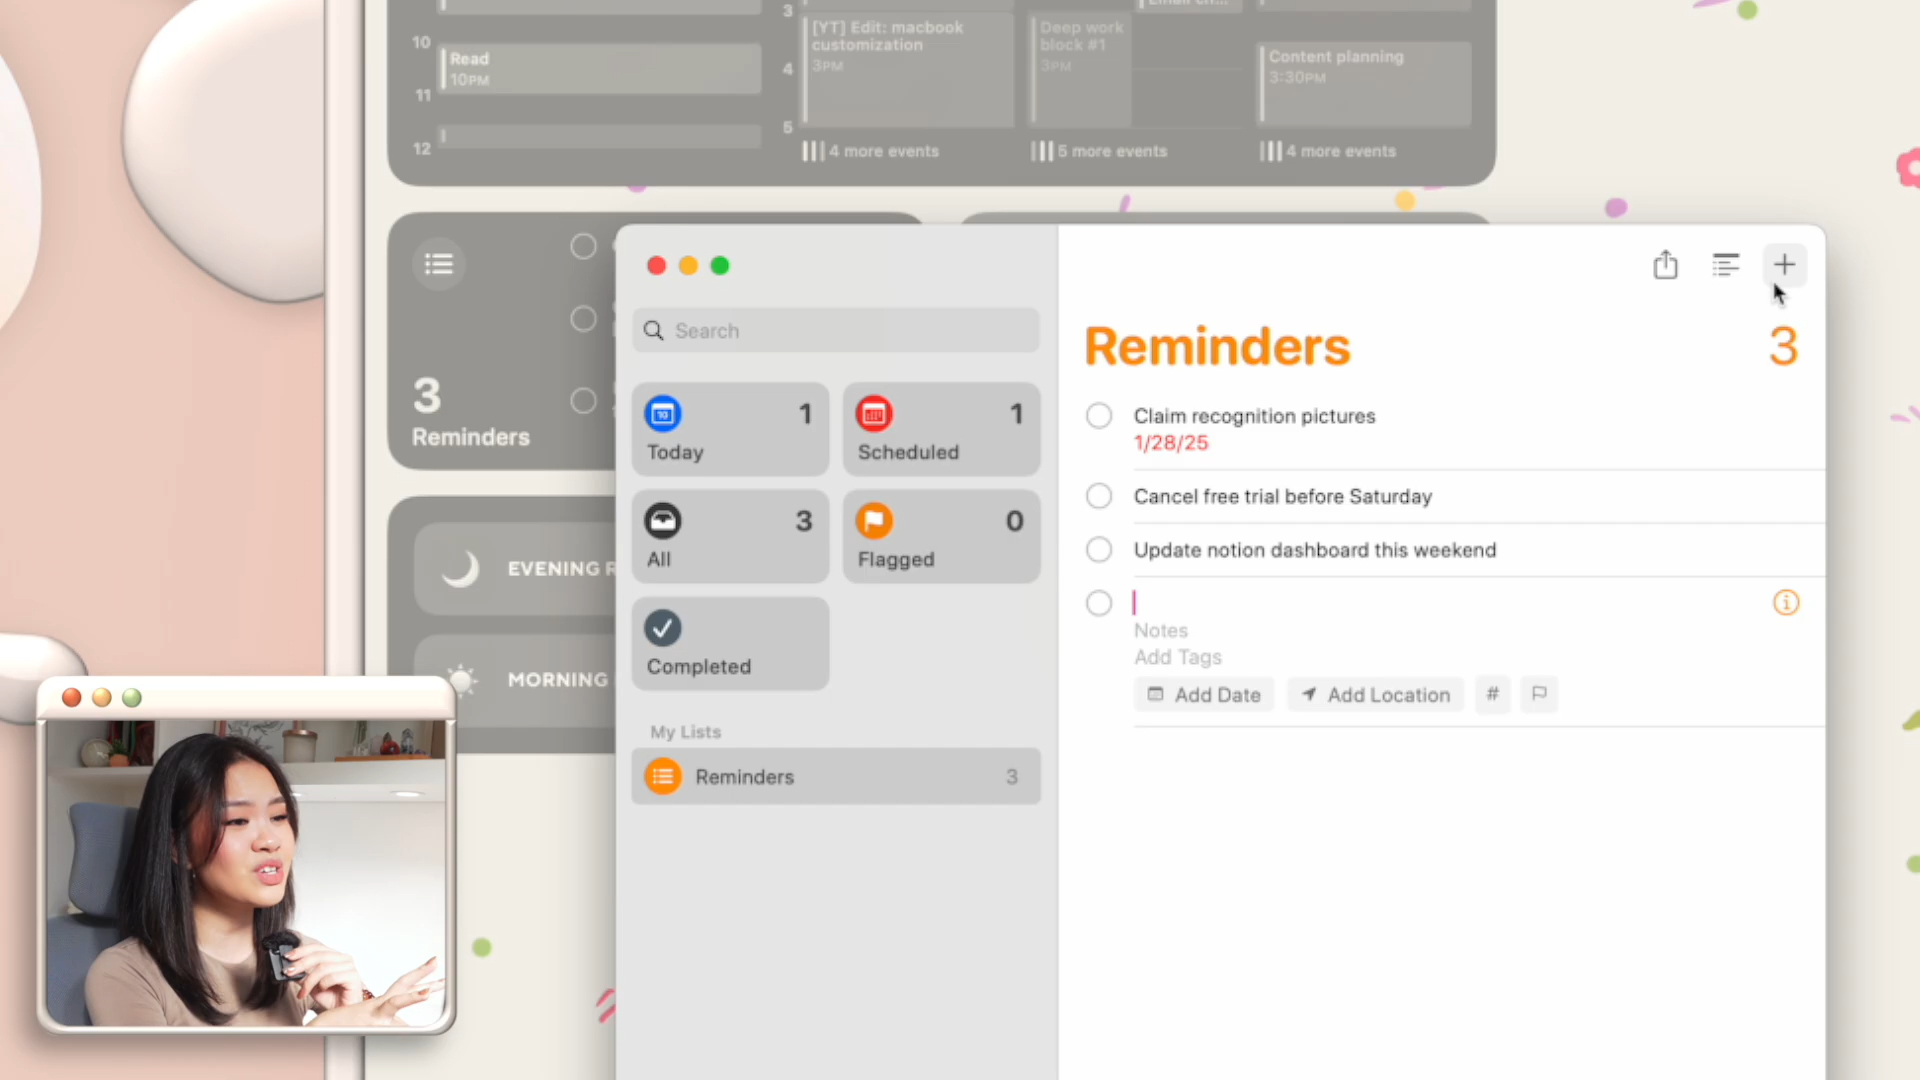 10
11
12
Read
10PM
3
4
5
[YT] Edit: macbook
customization
3PM
Deep work
block #1
3PM
Content planning
3:30PM
4 more events
5 more events
4 more events
3
Reminders
EVENING R
MORNING
Search
Today
1
Scheduled
1
All
3
Flagged
0
Completed
My Lists
Reminders
3
Reminders
3
Claim recognition pictures
1/28/25
Cancel free trial before Saturday
Update notion dashboard this weekend
Notes
Add Tags
Add Date
Add Location
#